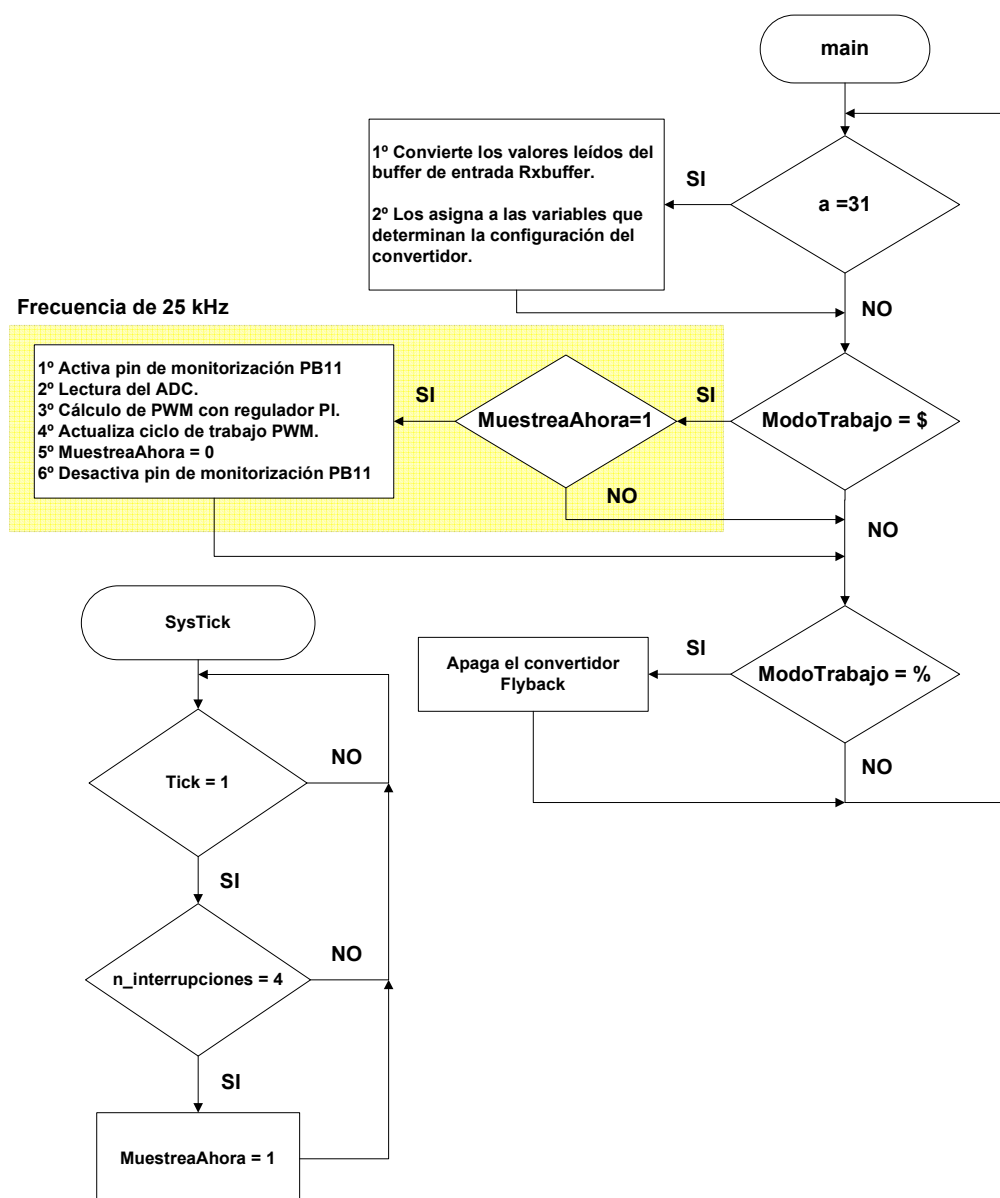 main
1º Convierte los valores leídos del
buffer de entrada Rxbuffer.
2º Los asigna a las variables que
determinan la configuración del
convertidor.
SI
a =31
NO
Frecuencia de 25 kHz
1º Activa pin de monitorización PB11
2º Lectura del ADC.
3º Cálculo de PWM con regulador PI.
4º Actualiza ciclo de trabajo PWM.
5º MuestreaAhora = 0
6º Desactiva pin de monitorización PB11
SI
MuestreaAhora=1
SI
ModoTrabajo = $
NO
NO
SysTick
Apaga el convertidor
Flyback
SI
ModoTrabajo = %
NO
Tick = 1
NO
SI
n_interrupciones = 4
NO
SI
MuestreaAhora = 1